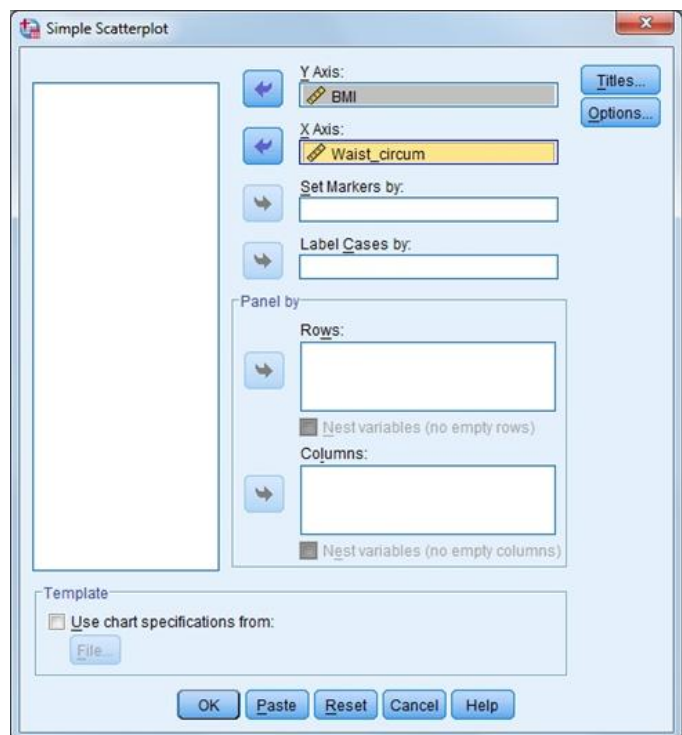 Simple Scatterplot
Y Axis:
BMI
Titles...
Options...
X Axis:
Waist_circum
Set Markers by:
Label Cases by:
Panel by
Rows:
Nest variables (no empty rows)
Columns:
Nest variables (no empty columns)
Template
Use chart specifications from:
File...
OK Paste Reset Cancel Help